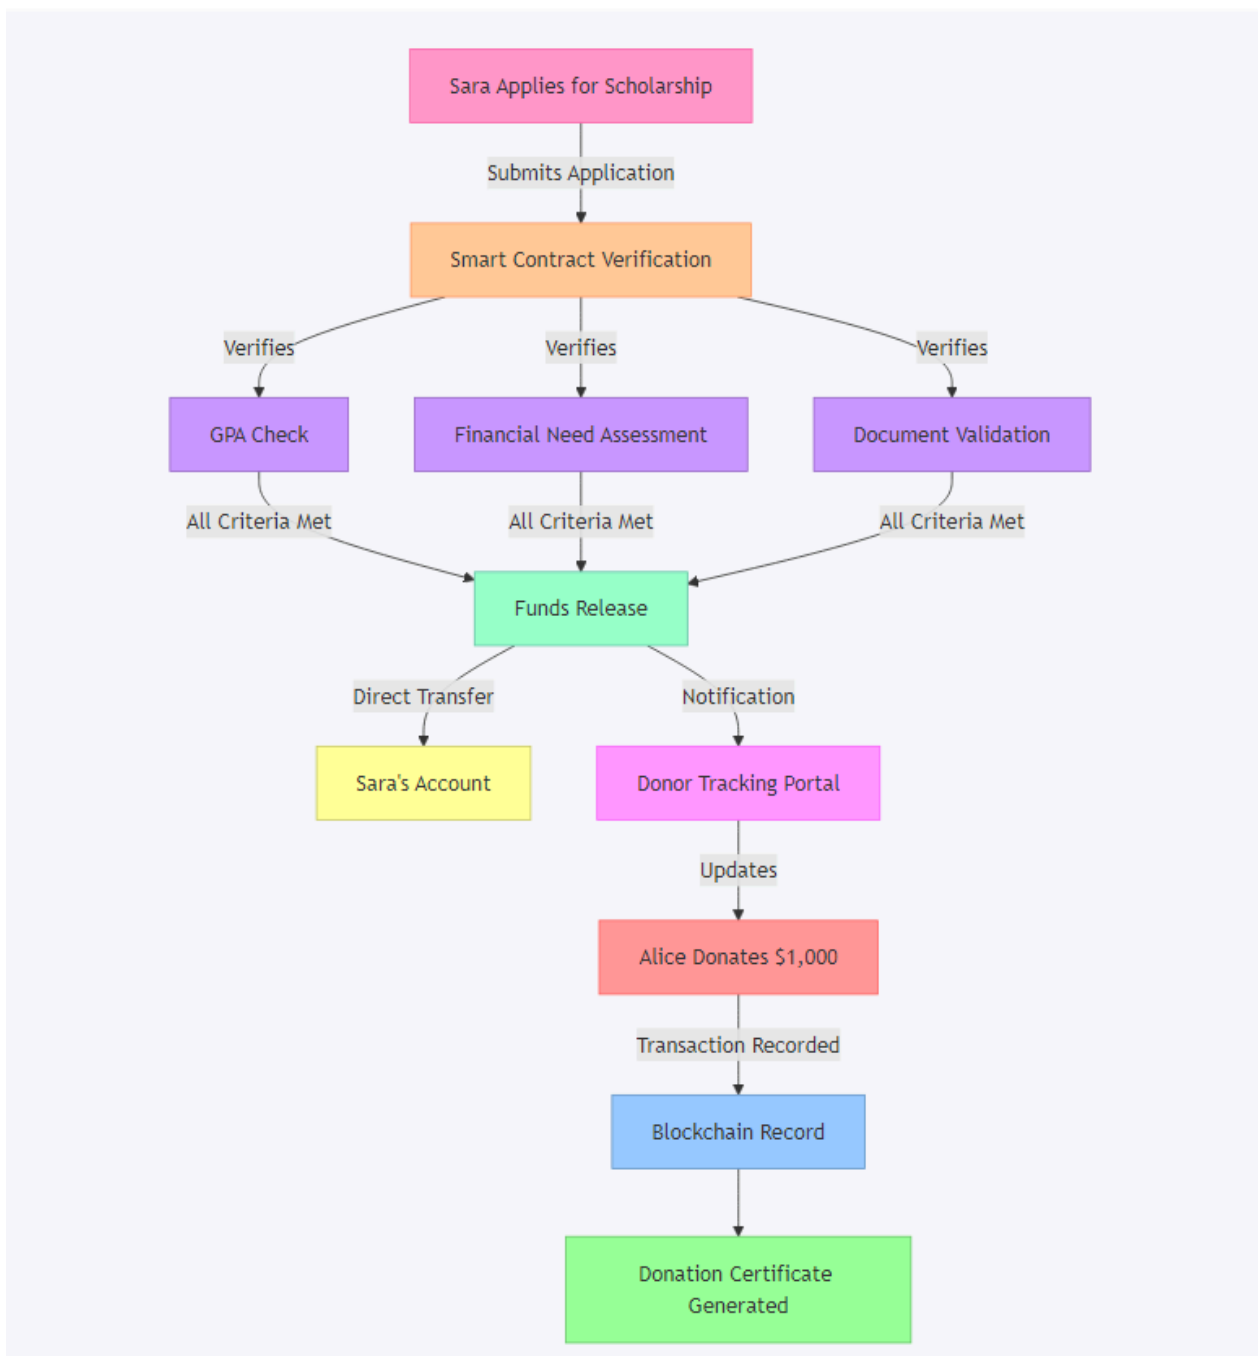 Sara Applies for Scholarship
Submits Application
Smart Contract Verification
Verifies
Verifies
Verifies
GPA Check
Financial Need Assessment
Document Validation
All Criteria Met
All Criteria Met
All Criteria Met
Funds Release
Direct Transfer
Notification
Sara's Account
Donor Tracking Portal
Updates
Alice Donates $1,000
Transaction Recorded
Blockchain Record
Donation Certificate
Generated